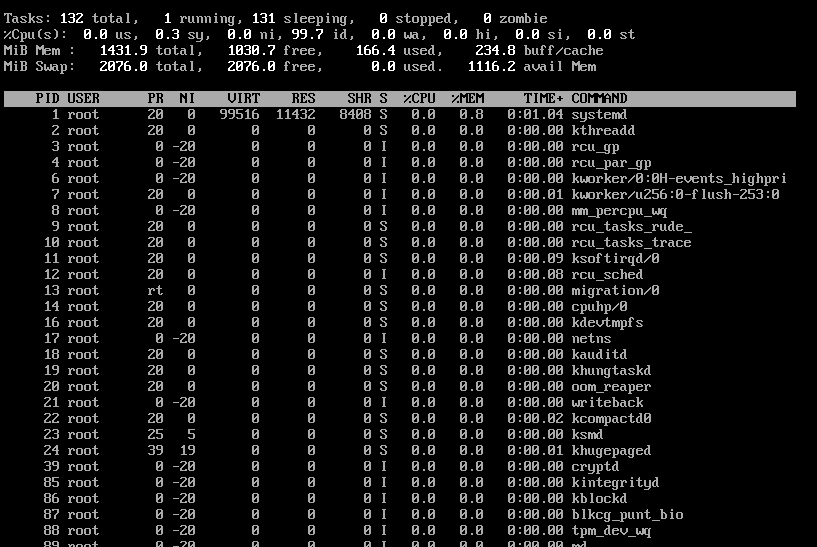 Tasks: 132 total,   1 running, 131 sleeping,   0 stopped,   0 zombie
%Cpu(s):  0.0 us,  0.3 sy,  0.0 ni, 99.7 id,  0.0 wa,  0.0 hi,  0.0 si,  0.0 st
MiB Mem :   1431.9 total,   1030.7 free,    166.4 used,    234.8 buff/cache
MiB Swap:   2076.0 total,   2076.0 free,      0.0 used.   1116.2 avail Mem
PID USER      PR  NI    VIRT    RES    SHR S  %CPU  %MEM     TIME+ COMMAND
1 root      20   0   99516  11432   8408 S   0.0   0.8   0:01.04 systemd
2 root      20   0       0      0      0 S   0.0   0.0   0:00.00 kthreadd
3 root       0 -20       0      0      0 I   0.0   0.0   0:00.00 rcu_gp
4 root       0 -20       0      0      0 I   0.0   0.0   0:00.00 rcu_par_gp
6 root       0 -20       0      0      0 I   0.0   0.0   0:00.00 kworker/0:0H-events_highpri
7 root      20   0       0      0      0 I   0.0   0.0   0:00.01 kworker/u256:0-flush-253:0
8 root       0 -20       0      0      0 I   0.0   0.0   0:00.00 mm_percpu_wq
9 root      20   0       0      0      0 S   0.0   0.0   0:00.00 rcu_tasks_rude_
10 root      20   0       0      0      0 S   0.0   0.0   0:00.00 rcu_tasks_trace
11 root      20   0       0      0      0 S   0.0   0.0   0:00.09 ksoftirqd/0
12 root      20   0       0      0      0 I   0.0   0.0   0:00.08 rcu_sched
13 root      rt   0       0      0      0 S   0.0   0.0   0:00.00 migration/0
14 root      20   0       0      0      0 S   0.0   0.0   0:00.00 cpuhp/0
16 root      20   0       0      0      0 S   0.0   0.0   0:00.00 kdevtmpfs
17 root       0 -20       0      0      0 I   0.0   0.0   0:00.00 netns
18 root      20   0       0      0      0 S   0.0   0.0   0:00.00 kauditd
19 root      20   0       0      0      0 S   0.0   0.0   0:00.00 khungtaskd
20 root      20   0       0      0      0 S   0.0   0.0   0:00.00 oom_reaper
21 root       0 -20       0      0      0 I   0.0   0.0   0:00.00 writeback
22 root      20   0       0      0      0 S   0.0   0.0   0:00.02 kcompactd0
23 root      25   5       0      0      0 S   0.0   0.0   0:00.00 ksmd
24 root      39  19       0      0      0 S   0.0   0.0   0:00.01 khugepaged
39 root       0 -20       0      0      0 I   0.0   0.0   0:00.00 cryptd
85 root       0 -20       0      0      0 I   0.0   0.0   0:00.00 kintegrityd
86 root       0 -20       0      0      0 I   0.0   0.0   0:00.00 kblockd
87 root       0 -20       0      0      0 I   0.0   0.0   0:00.00 blkcg_punt_bio
88 root       0 -20       0      0      0 I   0.0   0.0   0:00.00 tpm_dev_wq
89 root       0 -20       0      0      0 I   0.0   0.0   0:00.00 md